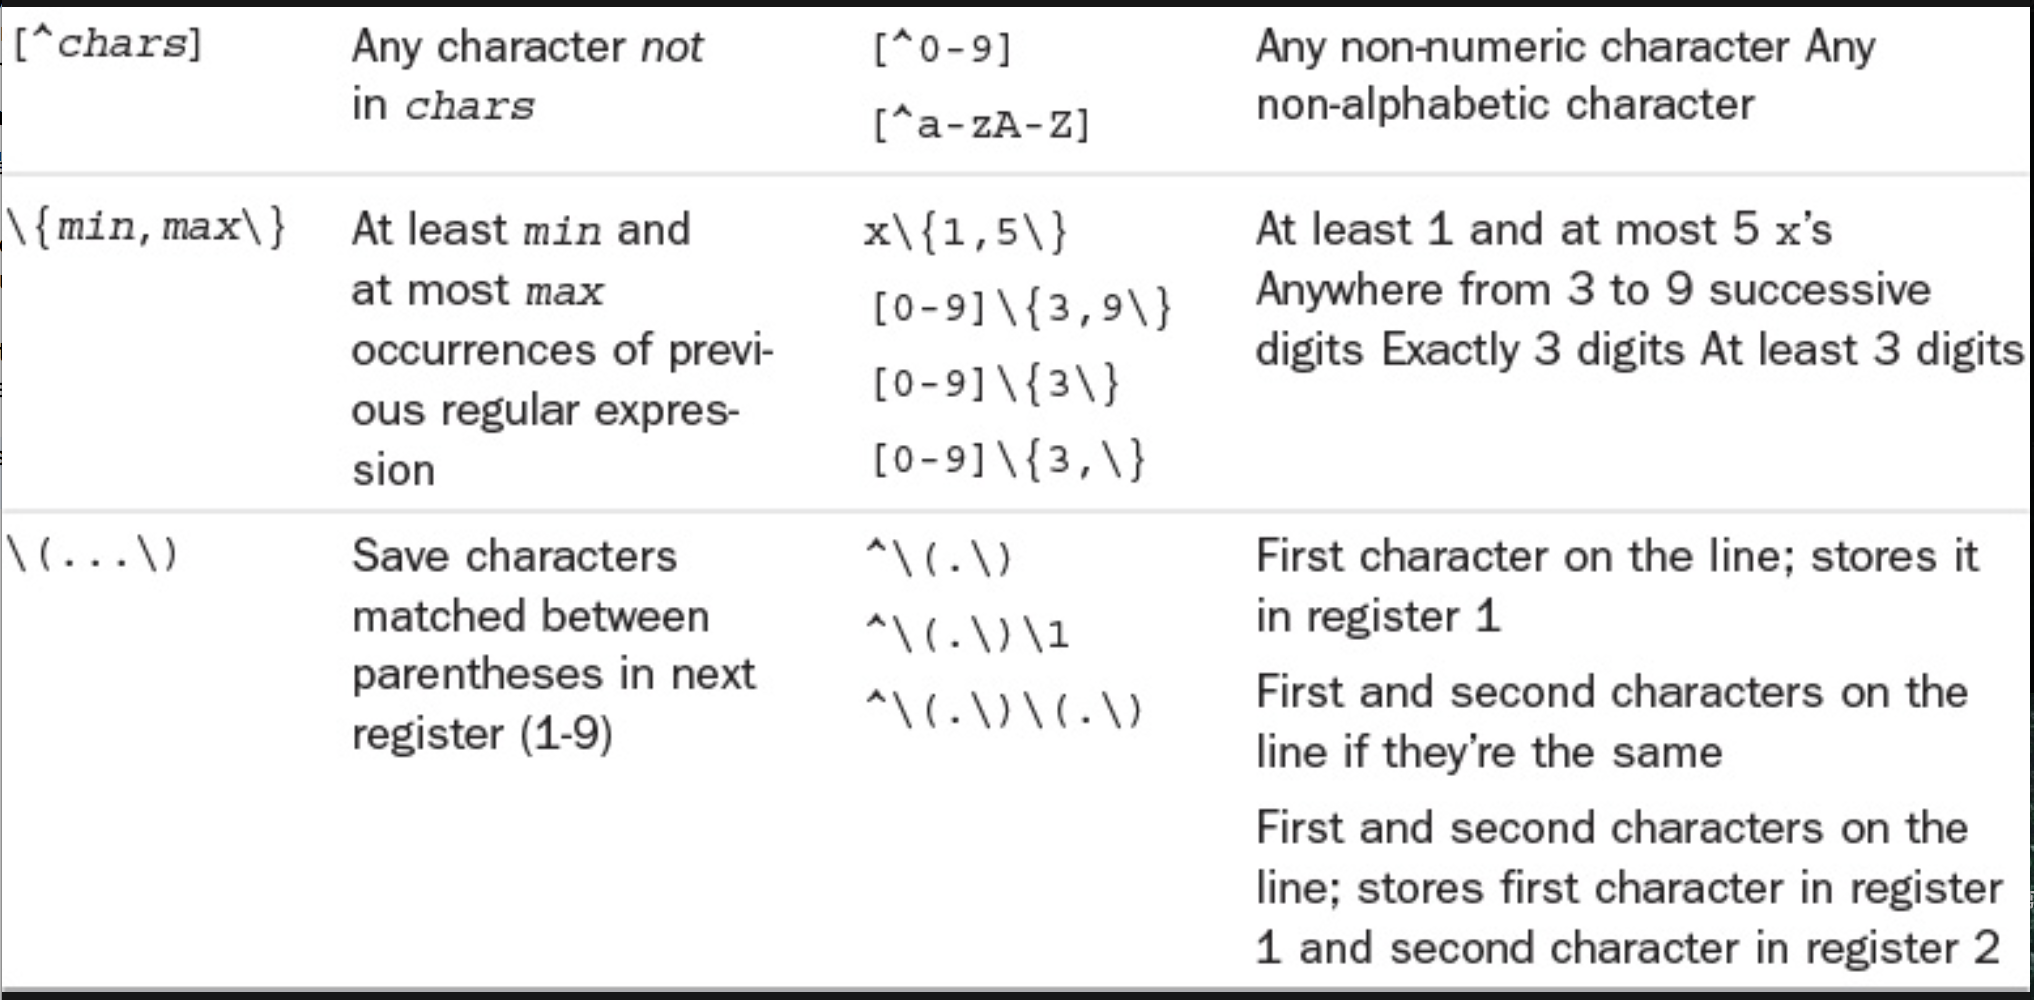 [^chars]
Any character not
in chars
[^0-9]
[^a-zA-Z]
Any non-numeric character Any
non-alphabetic character
\{min,max\}
At least min and
at most max
occurrences of previ-
ous regular expres-
sion
x\{1,5\}
[0-9]\{3,9\}
[0-9]\{3\}
[0-9]\{3,\}
At least 1 and at most 5 x’s
Anywhere from 3 to 9 successive
digits Exactly 3 digits At least 3 digits
\(...\)
Save characters
matched between
parentheses in next
register (1-9)
^\(.\)
^\(.\)\1
^\(.\)\(.\)
First character on the line; stores it
in register 1
First and second characters on the
line if they’re the same
First and second characters on the
line; stores first character in register
1 and second character in register 2